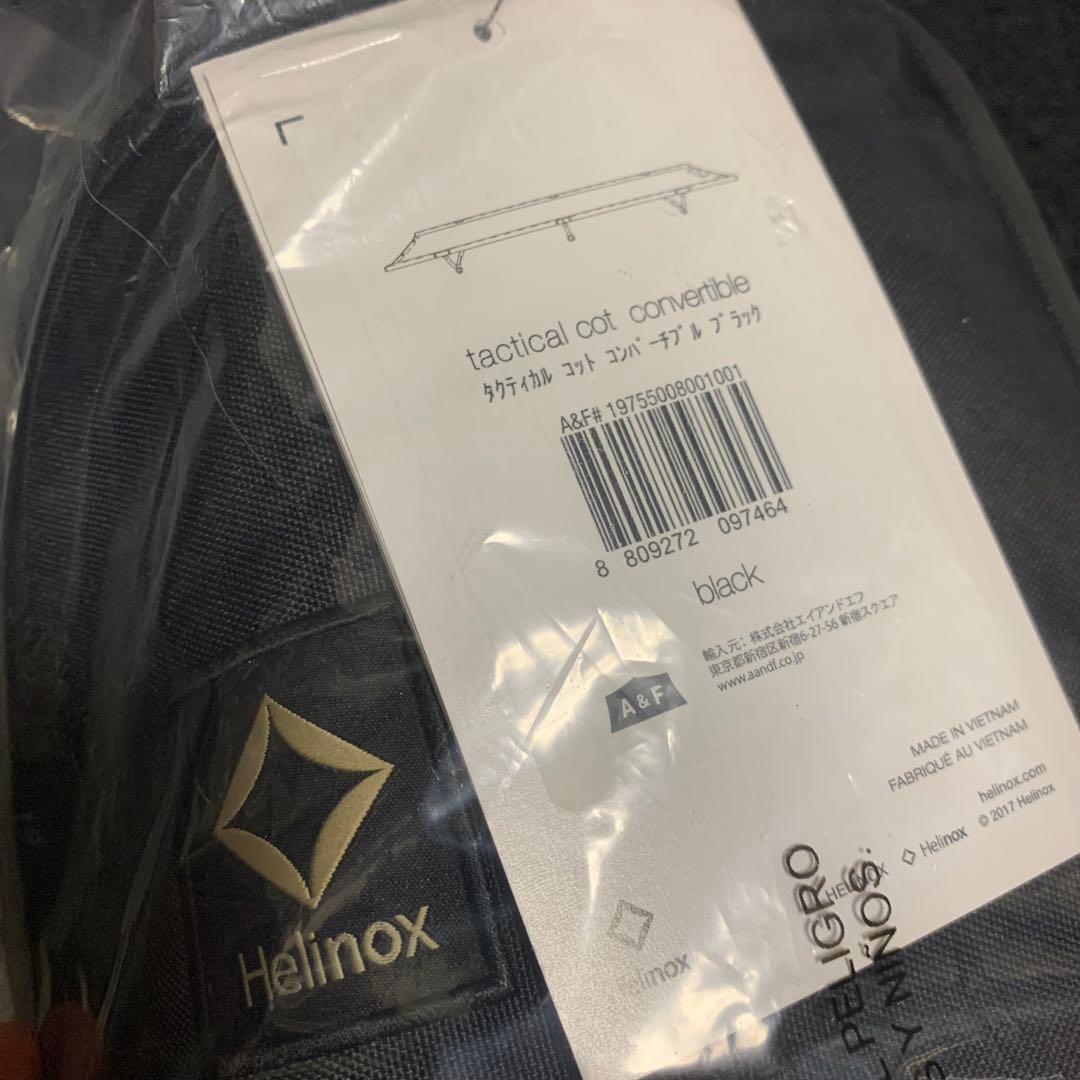 tactical cot convertible
タクティカル コット コンバーチブル ブラック
A&F# 19755008001001
8 809272 097464
black
輸入元: 株式会社エイアンドエフ
東京都新宿区新宿6-27-56 新宿スクエア
www.aandf.co.jp
A & F
MADE IN VIETNAM
FABRIQUÉ AU VIETNAM
helinox.com
Helinox © 2017 Helinox
HELINOX
Helinox
Helinox
PELIGRO
Y NIÑOS.